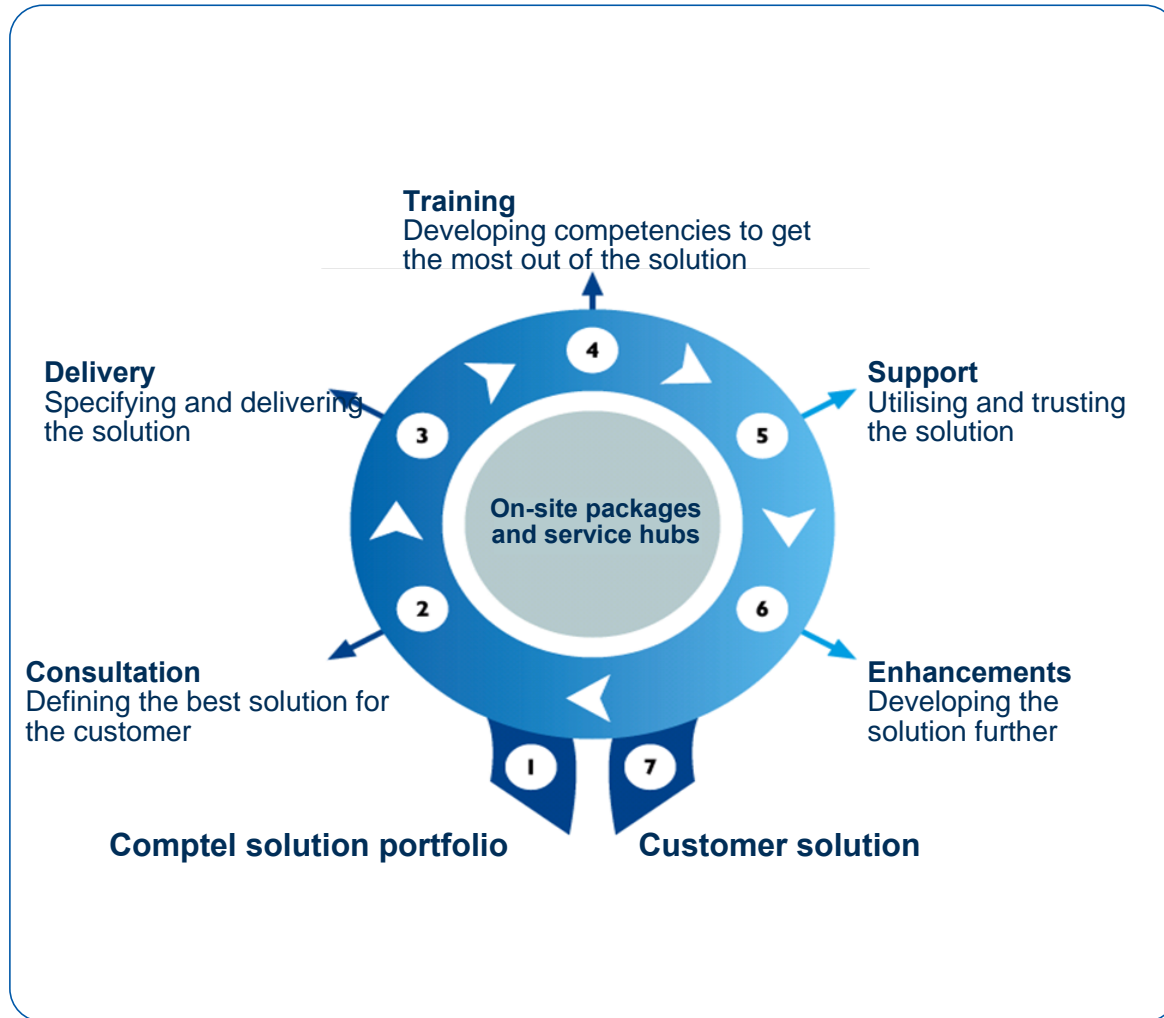 Training
Developing competencies to get
the most out of the solution
4
Delivery
Specifying and delivering
the solution
3
Support
Utilising and trusting
the solution
5
On-site packages
and service hubs
2
Consultation
Defining the best solution for
the customer
6
Enhancements
Developing the
solution further
1
7
Comptel solution portfolio
Customer solution